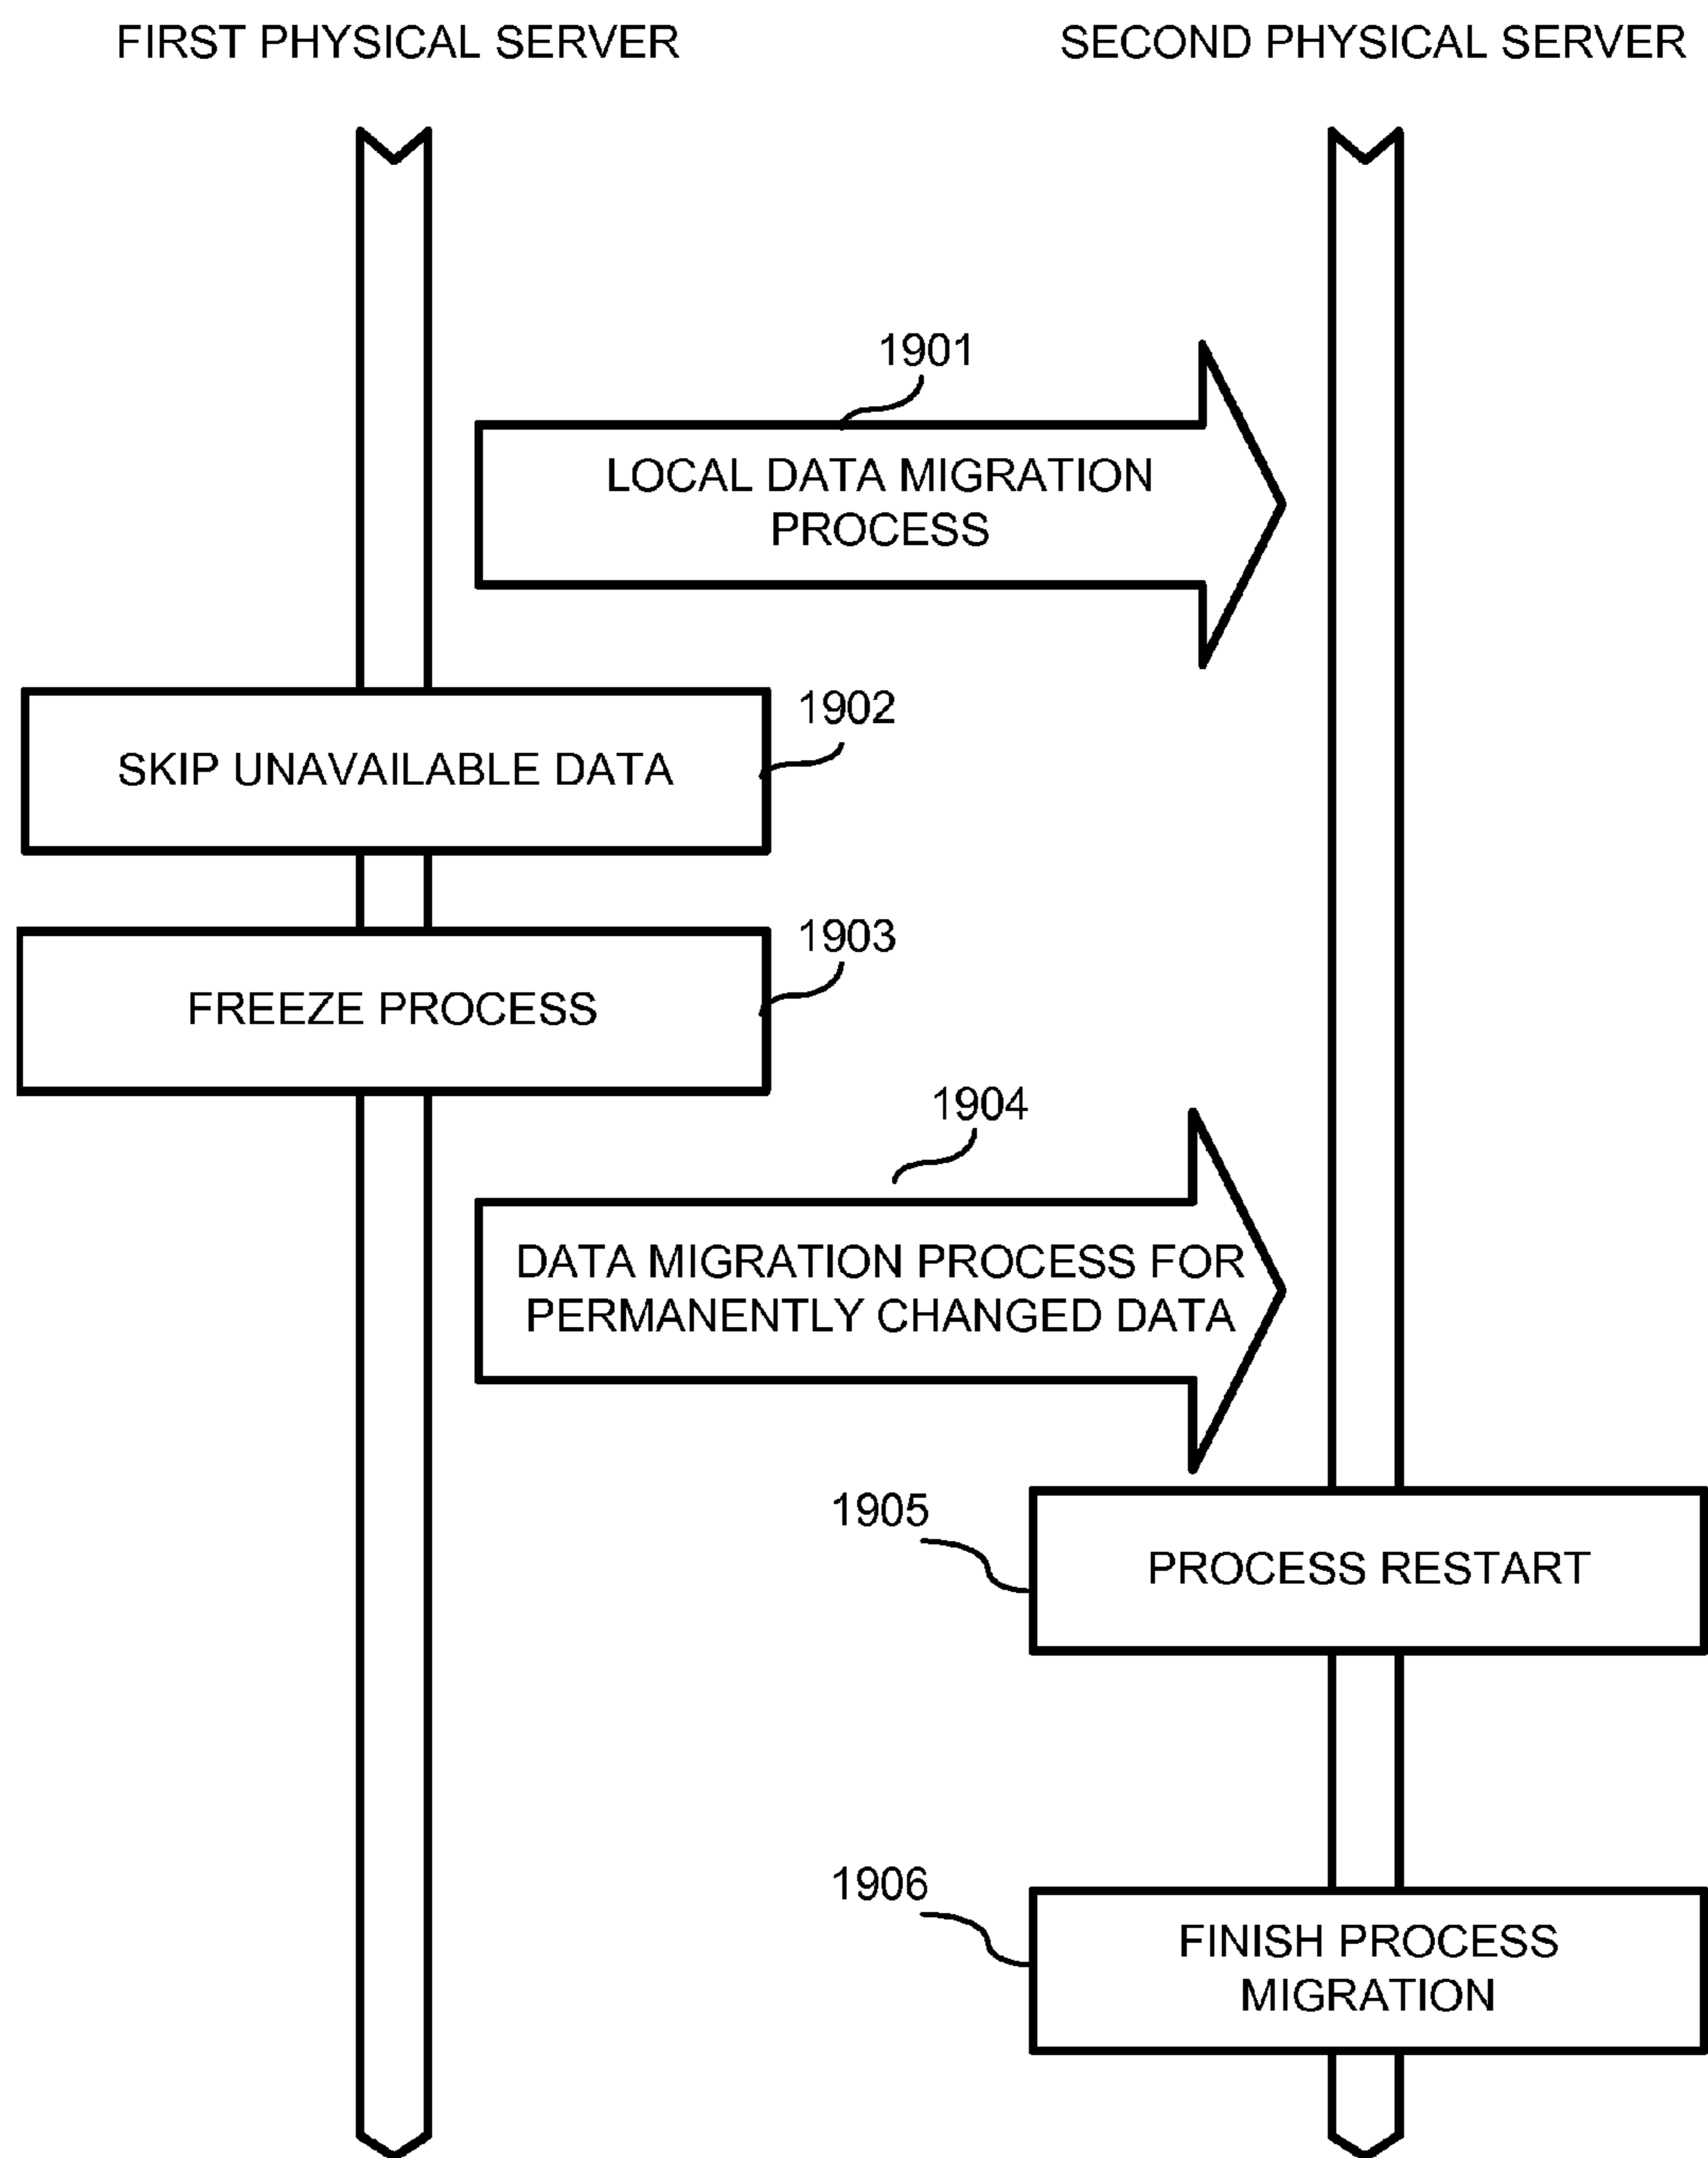 FIRST PHYSICAL SERVER
SECOND PHYSICAL SERVER
1901
LOCAL DATA MIGRATION
PROCESS
1902
SKIP UNAVAILABLE DATA
1903
FREEZE PROCESS
1904
DATA MIGRATION PROCESS FOR
PERMANENTLY CHANGED DATA
1905
PROCESS RESTART
1906
FINISH PROCESS
MIGRATION